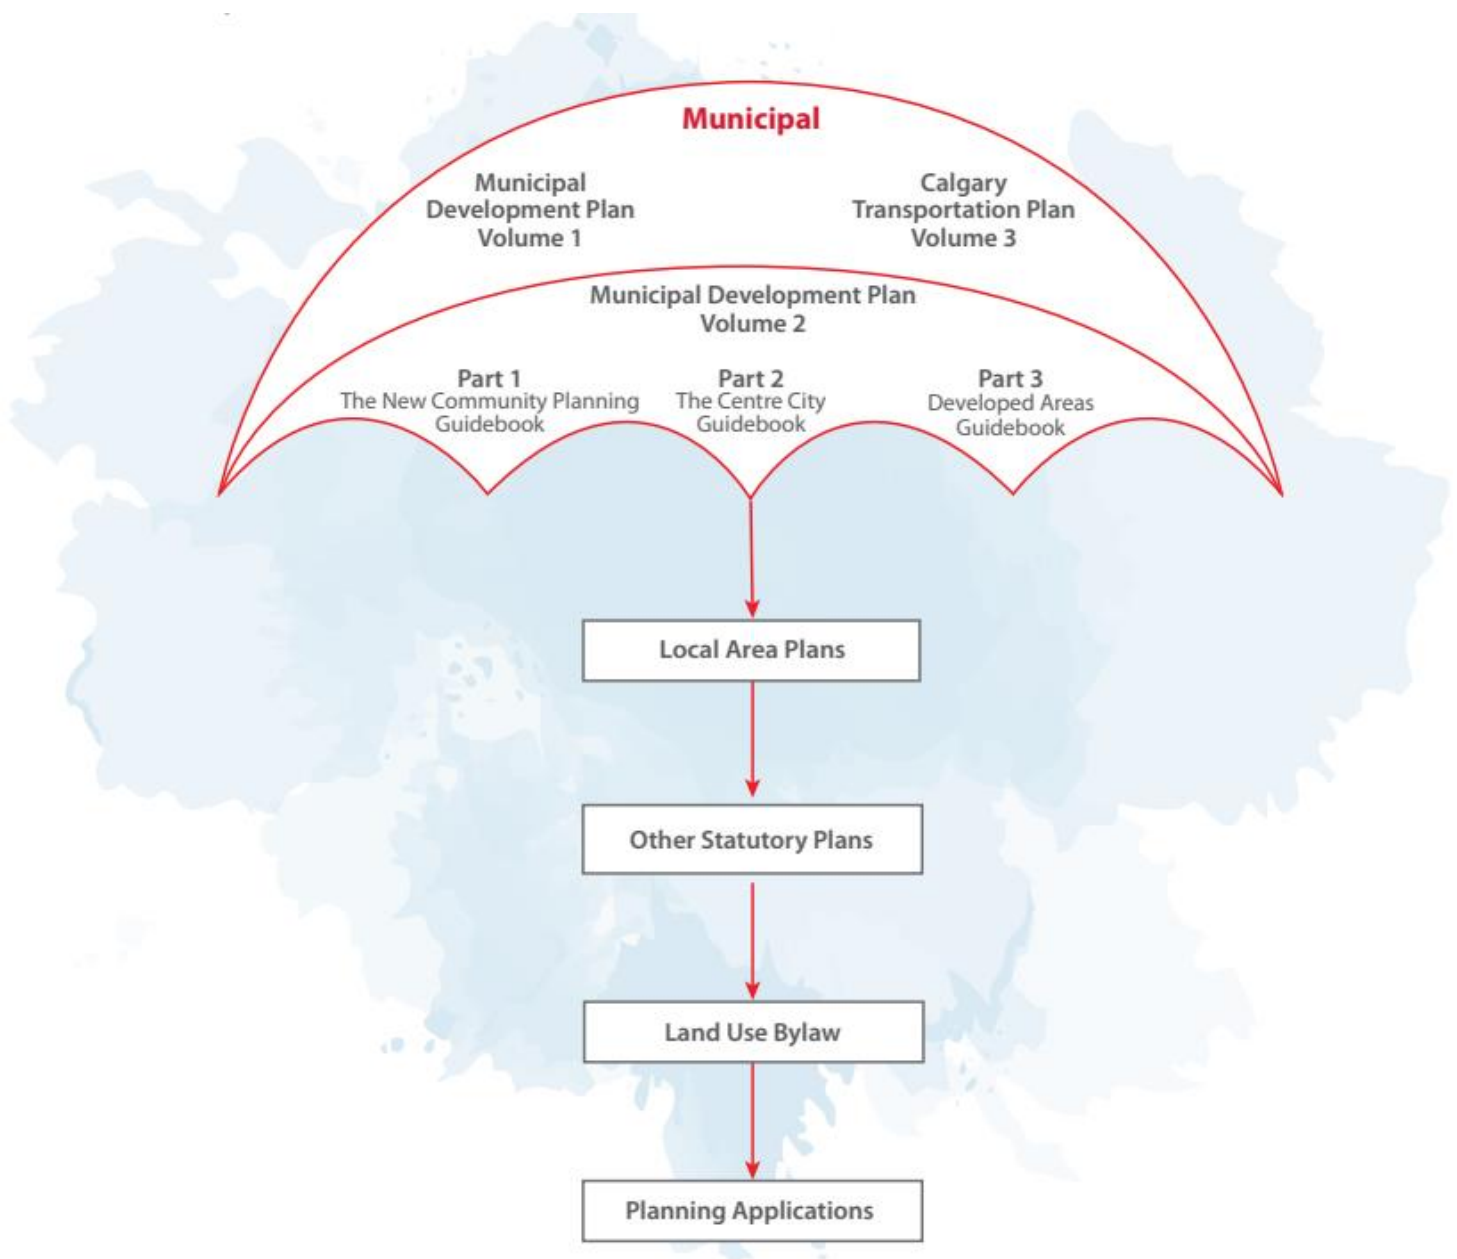 Municipal
Municipal
Development Plan
Volume 1
Calgary
Transportation Plan
Volume 3
Municipal Development Plan
Volume 2
Part 1
The New Community Planning
Guidebook
Part 2
The Centre City
Guidebook
Part 3
Developed Areas
Guidebook
Local Area Plans
Other Statutory Plans
Land Use Bylaw
Planning Applications